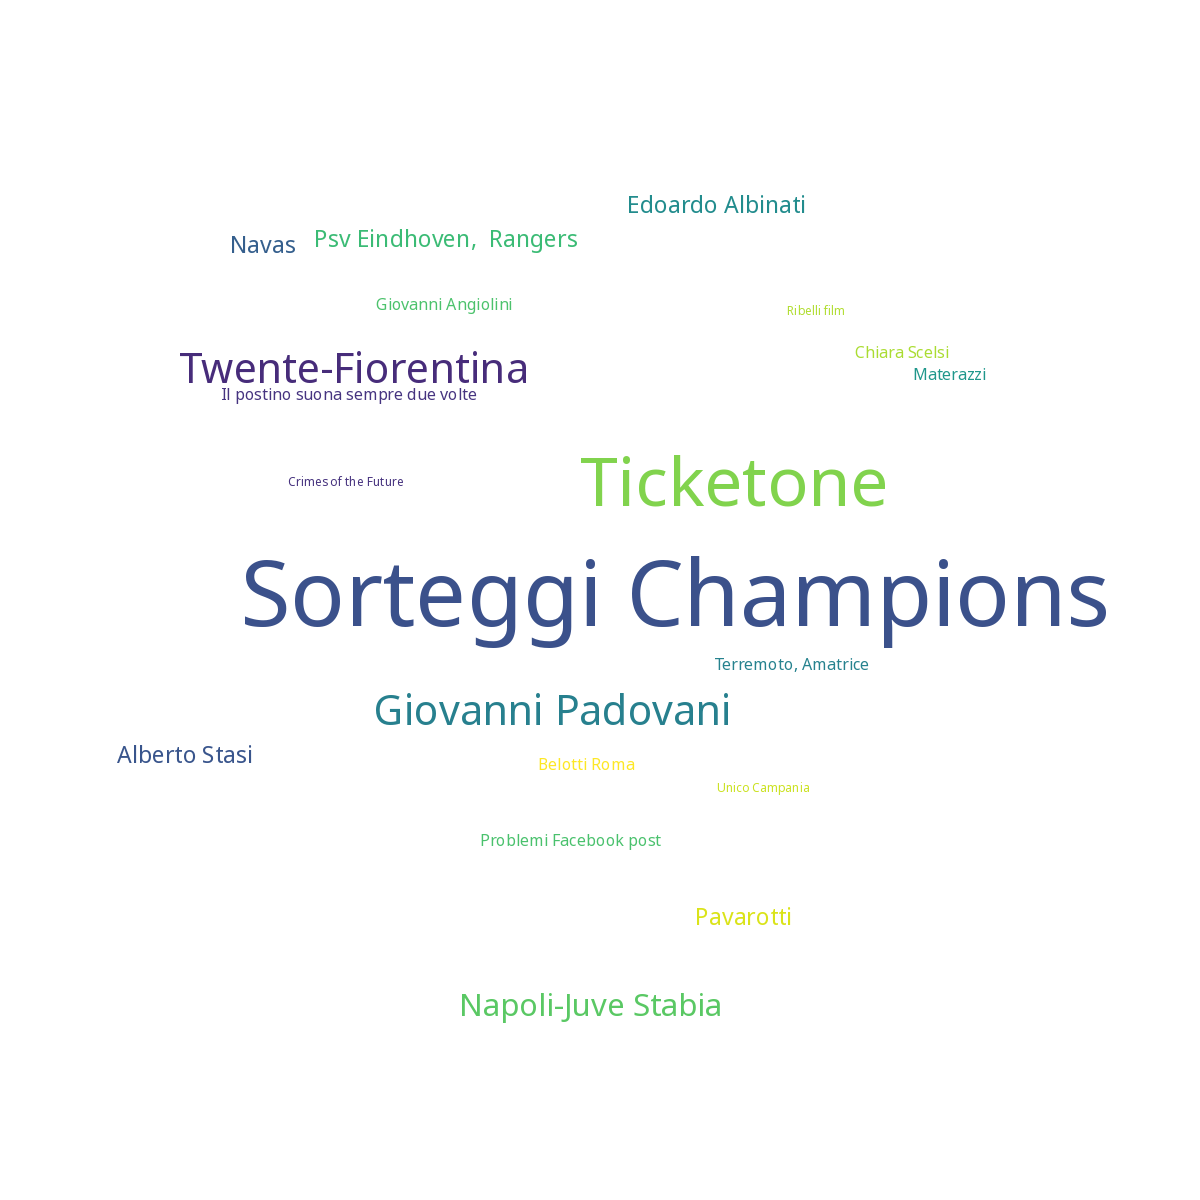 Edoardo Albinati
Navas
Psv Eindhoven, Rangers
Giovanni Angiolini
Ribelli film
Chiara Scelsi
Twente-Fiorentina
Materazzi
Il postino suona sempre due volte
Ticketone
Crimes of the Future
Sorteggi Champions
Terremoto, Amatrice
Giovanni Padovani
Alberto Stasi
Belotti Roma
Unico Campania
Problemi Facebook post
Pavarotti
Napoli-Juve Stabia